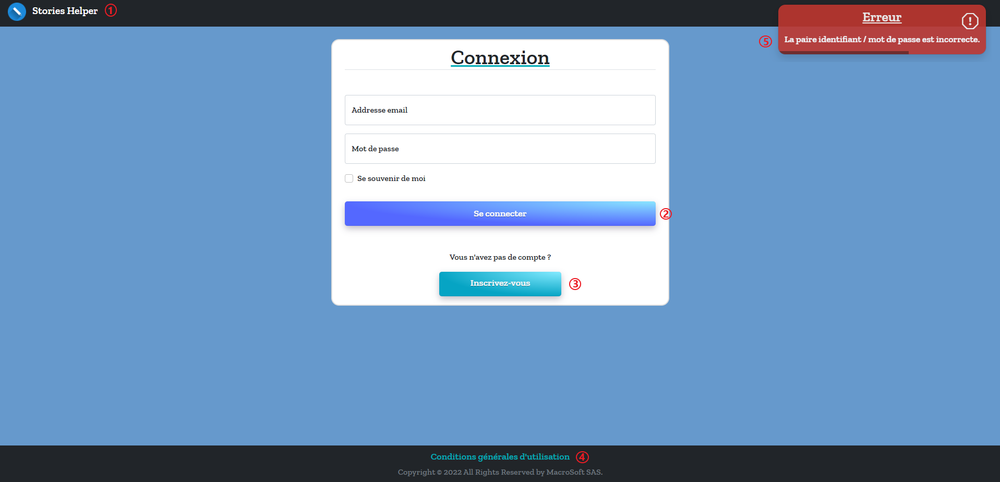 Stories Helper ①
Erreur
⑤ La paire identifiant / mot de passe est incorrecte.
Connexion
Addresse email
Mot de passe
Se souvenir de moi
Se connecter ②
Vous n'avez pas de compte ?
Inscrivez-vous ③
Conditions générales d'utilisation ④
Copyright © 2022 All Rights Reserved by MacroSoft SAS.